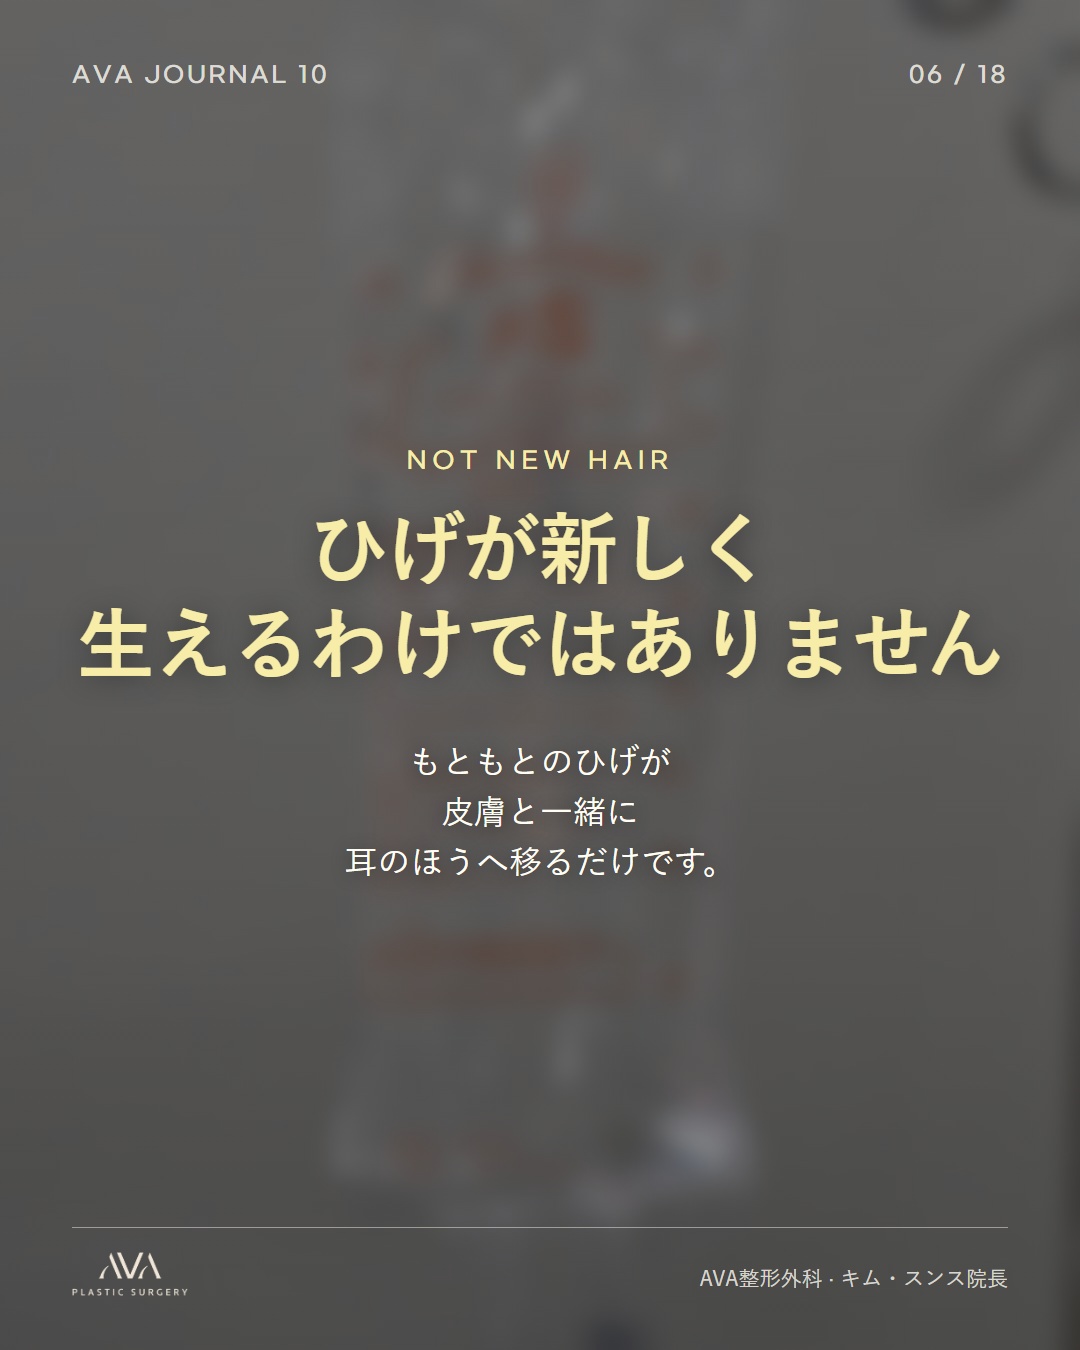 AVA JOURNAL 10
06 / 18
NOT NEW HAIR
ひげが新しく
生えるわけではありません
もともとのひげが
皮膚と一緒に
耳のほうへ移るだけです。
AVA
PLASTIC SURGERY
AVA整形外科 · キム・スンス院長